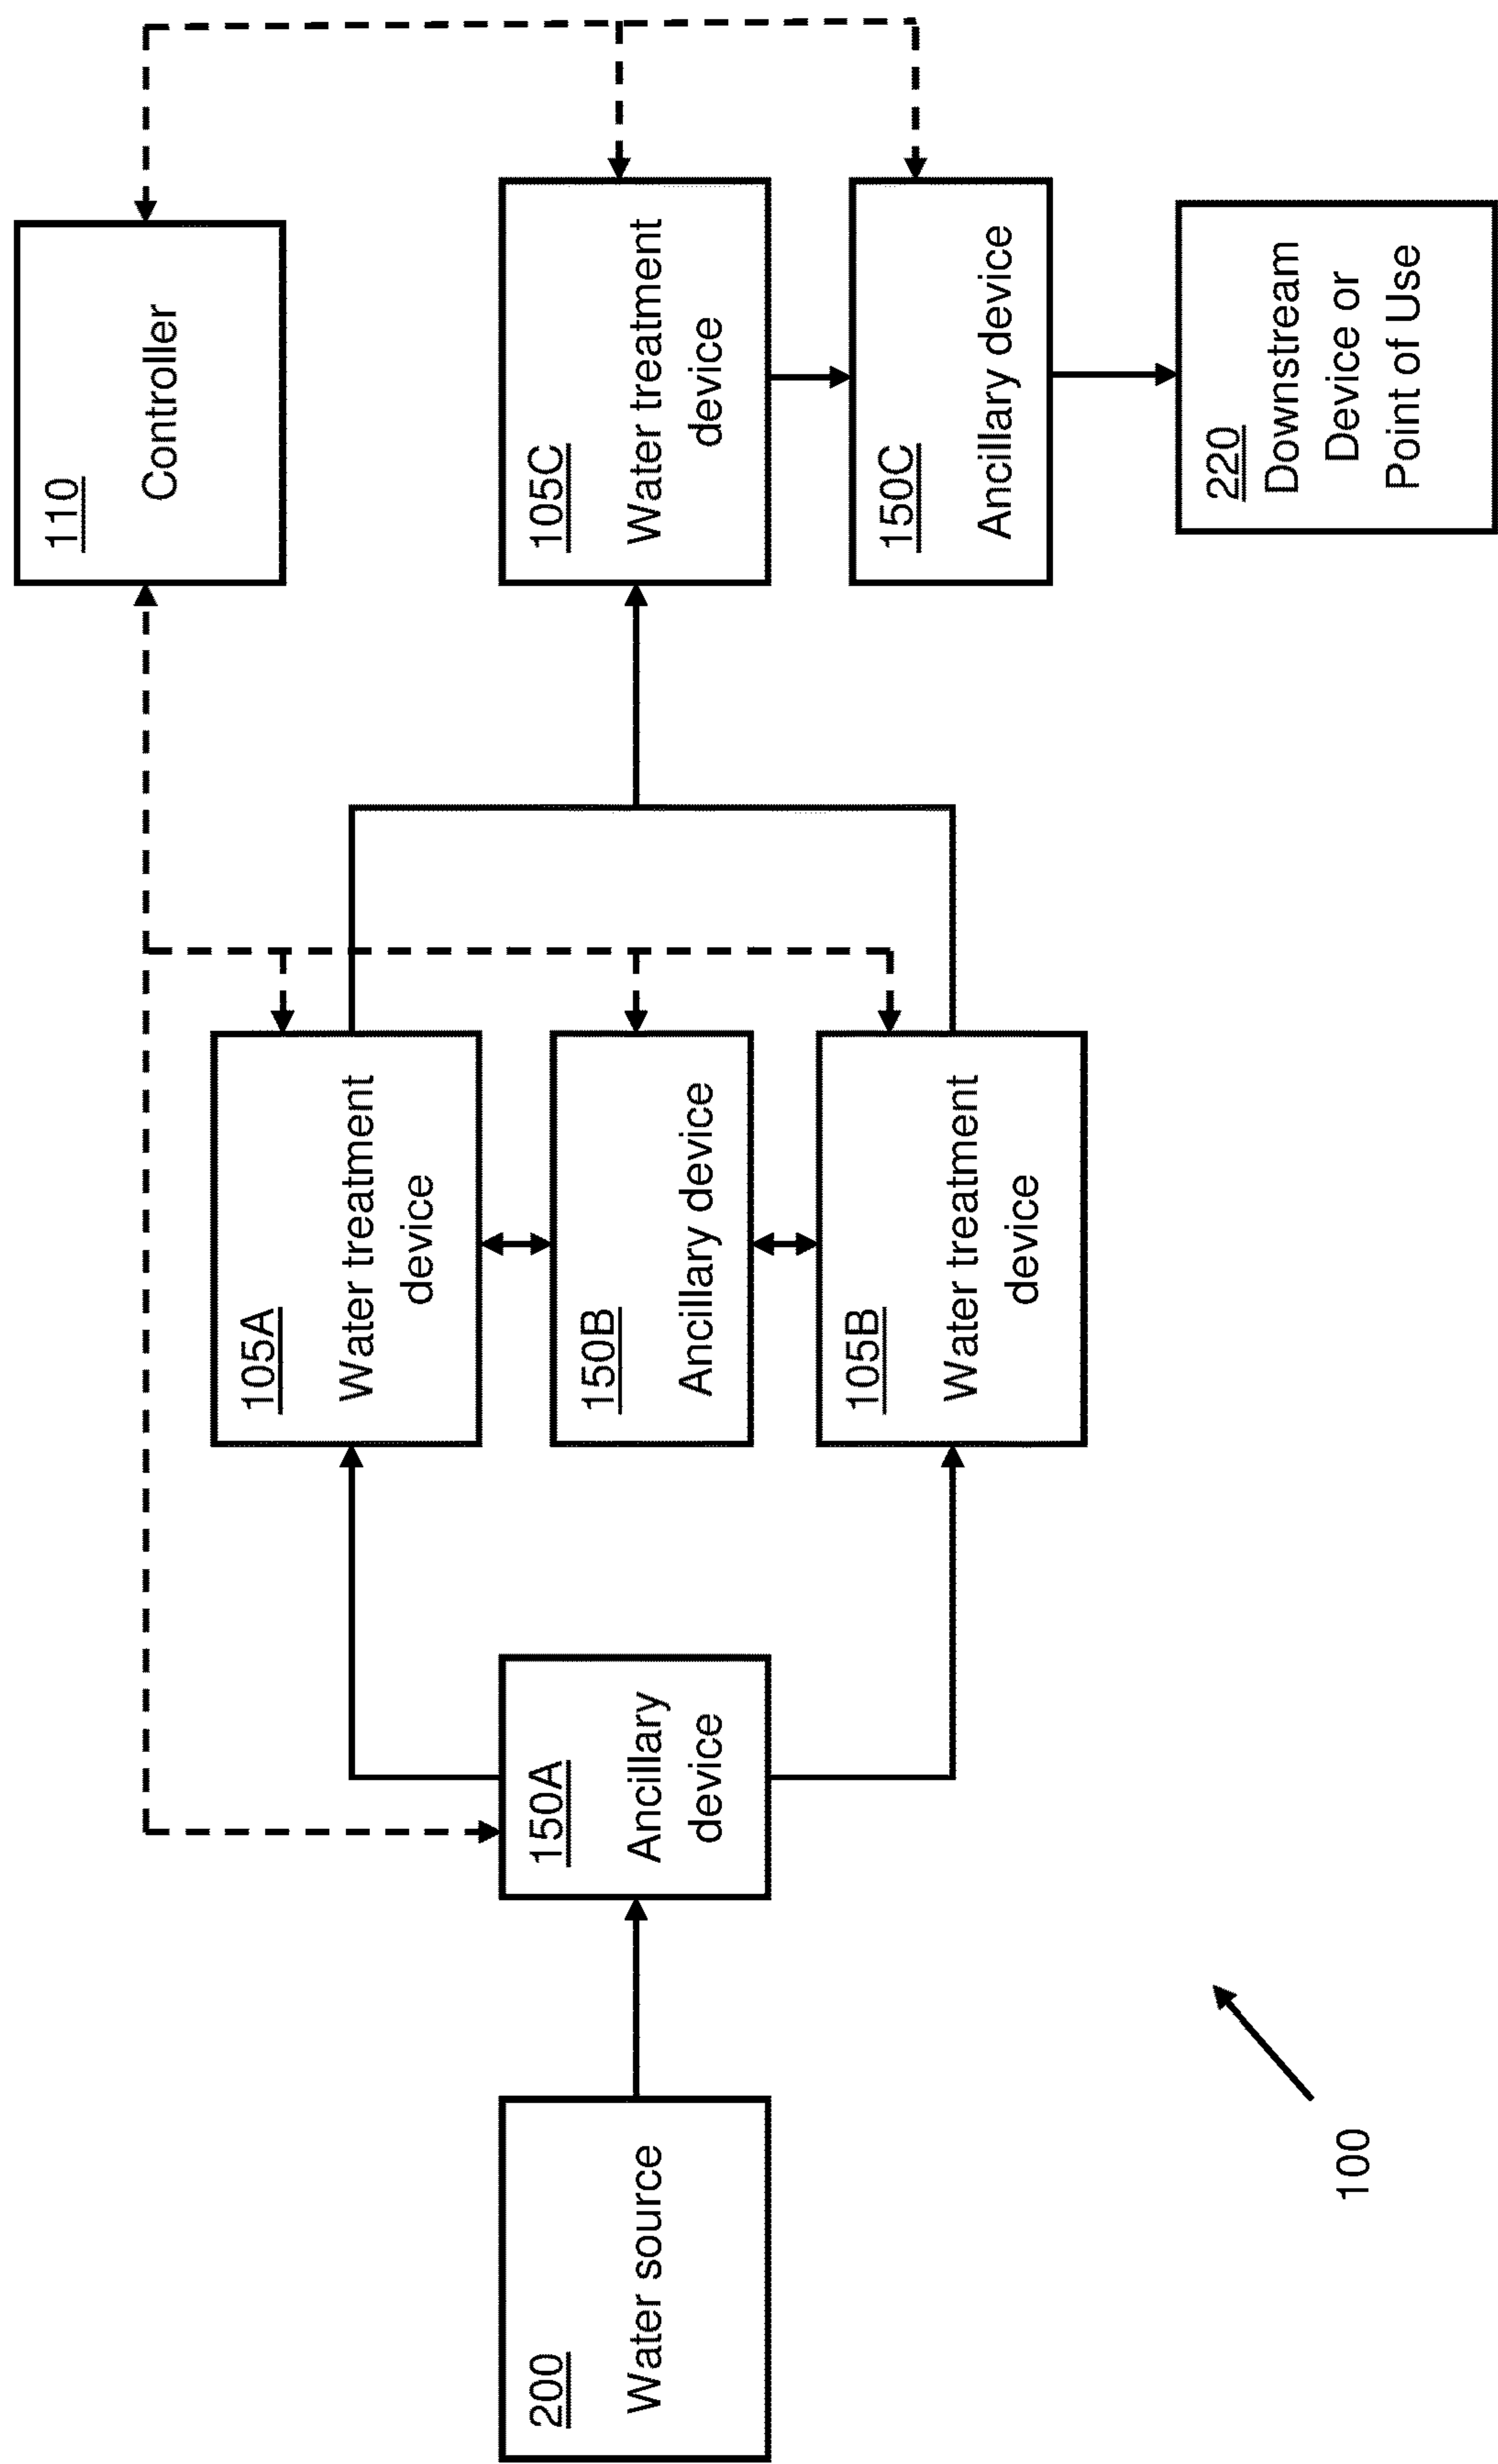 110
Controller
105A
Water treatment
device
200
Water source
150A
Ancillary
device
150B
Ancillary device
105C
Water treatment
device
105B
Water treatment
device
150C
Ancillary device
220
Downstream
Device or
Point of Use
100